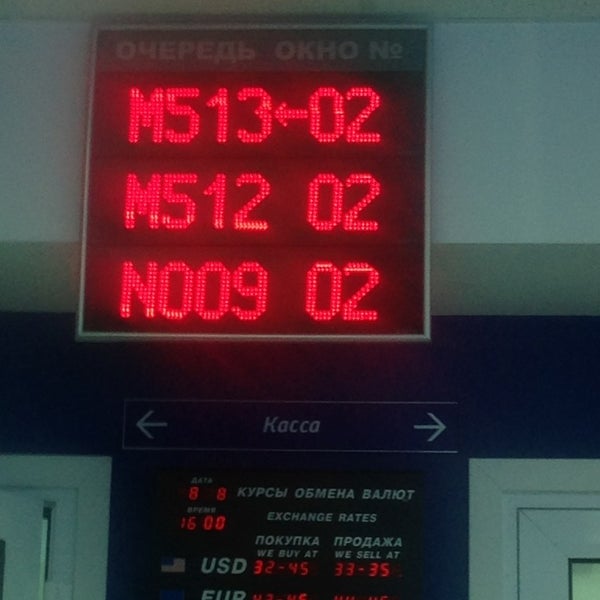 ОЧЕРЕДЬ ОКНО №
M513←02
M512 02
N009 02
← Касса →
ДАТА
8 8 КУРСЫ ОБМЕНА ВАЛЮТ
ВРЕМЯ
16 00 EXCHANGE RATES
ПОКУПКА ПРОДАЖА
WE BUY AT WE SELL AT
USD 32-45 33-35
EUR